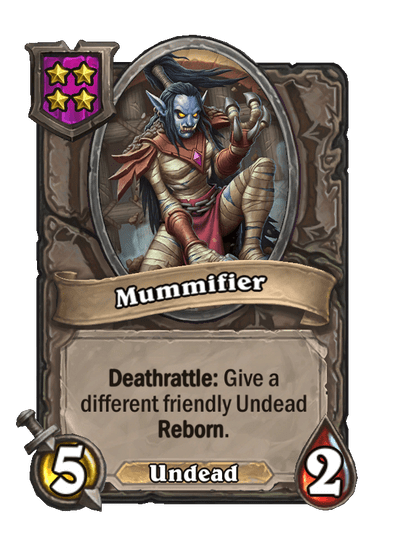 Mummifier
Deathrattle: Give a
different friendly Undead
Reborn.
5
Undead
2